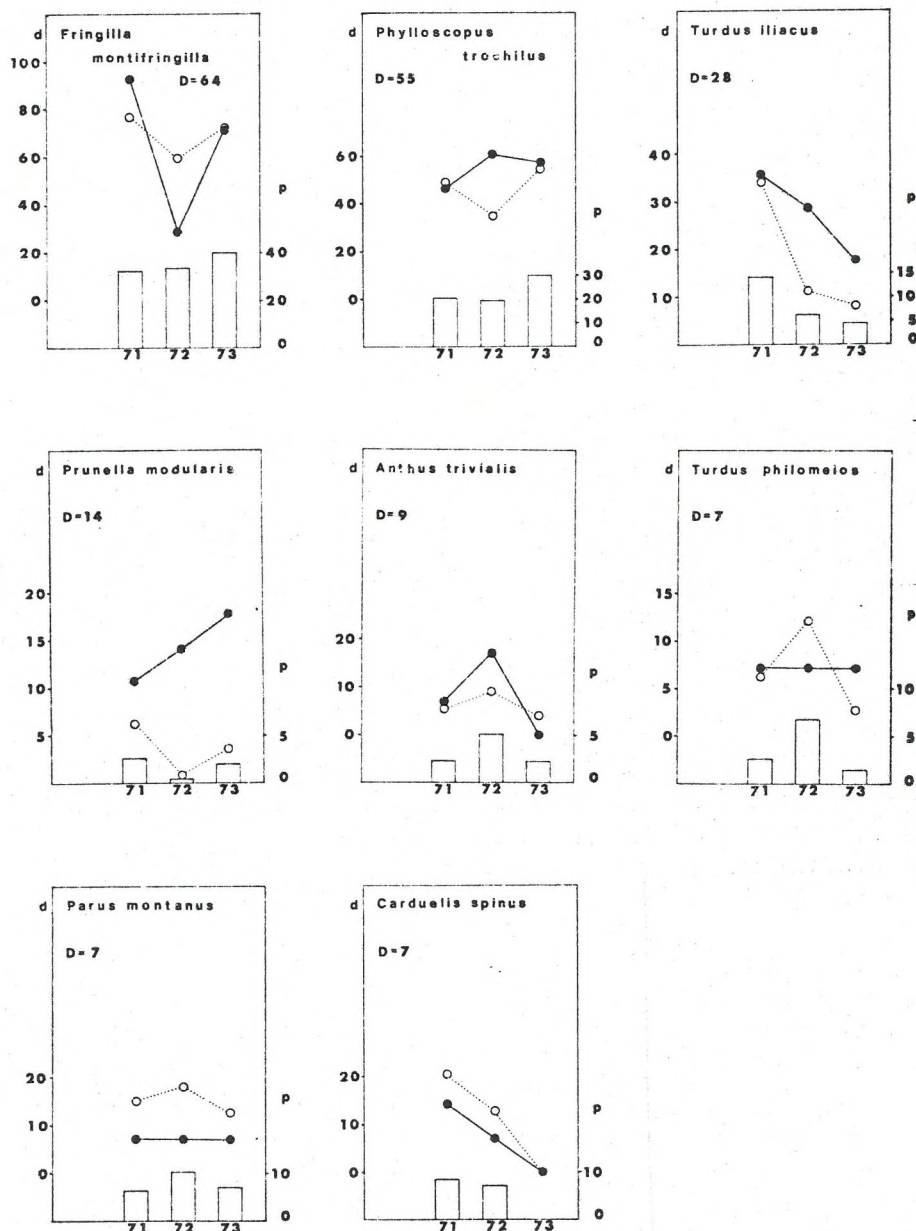 d Fringilla
montifringilla
D=64
100
80
60
40
20
0
p
40
20
0
71 72 73
d Phylloscopus
trochilus
D=55
60
40
20
0
p
30
20
10
0
71 72 73
d Turdus iliacus
D=28
40
30
20
10
p
15
10
5
0
71 72 73
d Prunella modularis
D=14
20
15
10
5
p
5
0
71 72 73
d Anthus trivialis
D=9
20
10
0
p
5
0
71 72 73
d Turdus philomelos
D=7
15
10
5
0
p
10
5
0
71 72 73
d Parus montanus
D=7
20
10
0
p
10
0
71 72 73
d Carduelis spinus
D=7
20
10
0
p
10
0
71 72 73